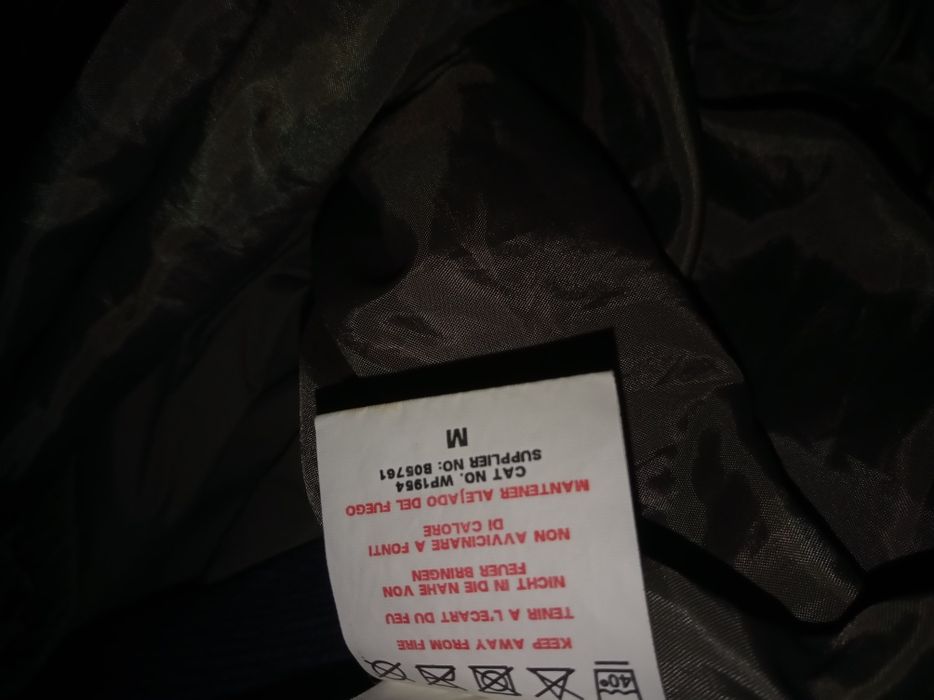 40°
KEEP AWAY FROM FIRE
TENIR A L'ECART DU FEU
NICHT IN DIE NAHE VON
FEUER BRINGEN
NON AVVICINARE A FONTI
DI CALORE
MANTENER ALEJADO DEL FUEGO
CAT NO. WP1954
SUPPLIER NO: B05761
M